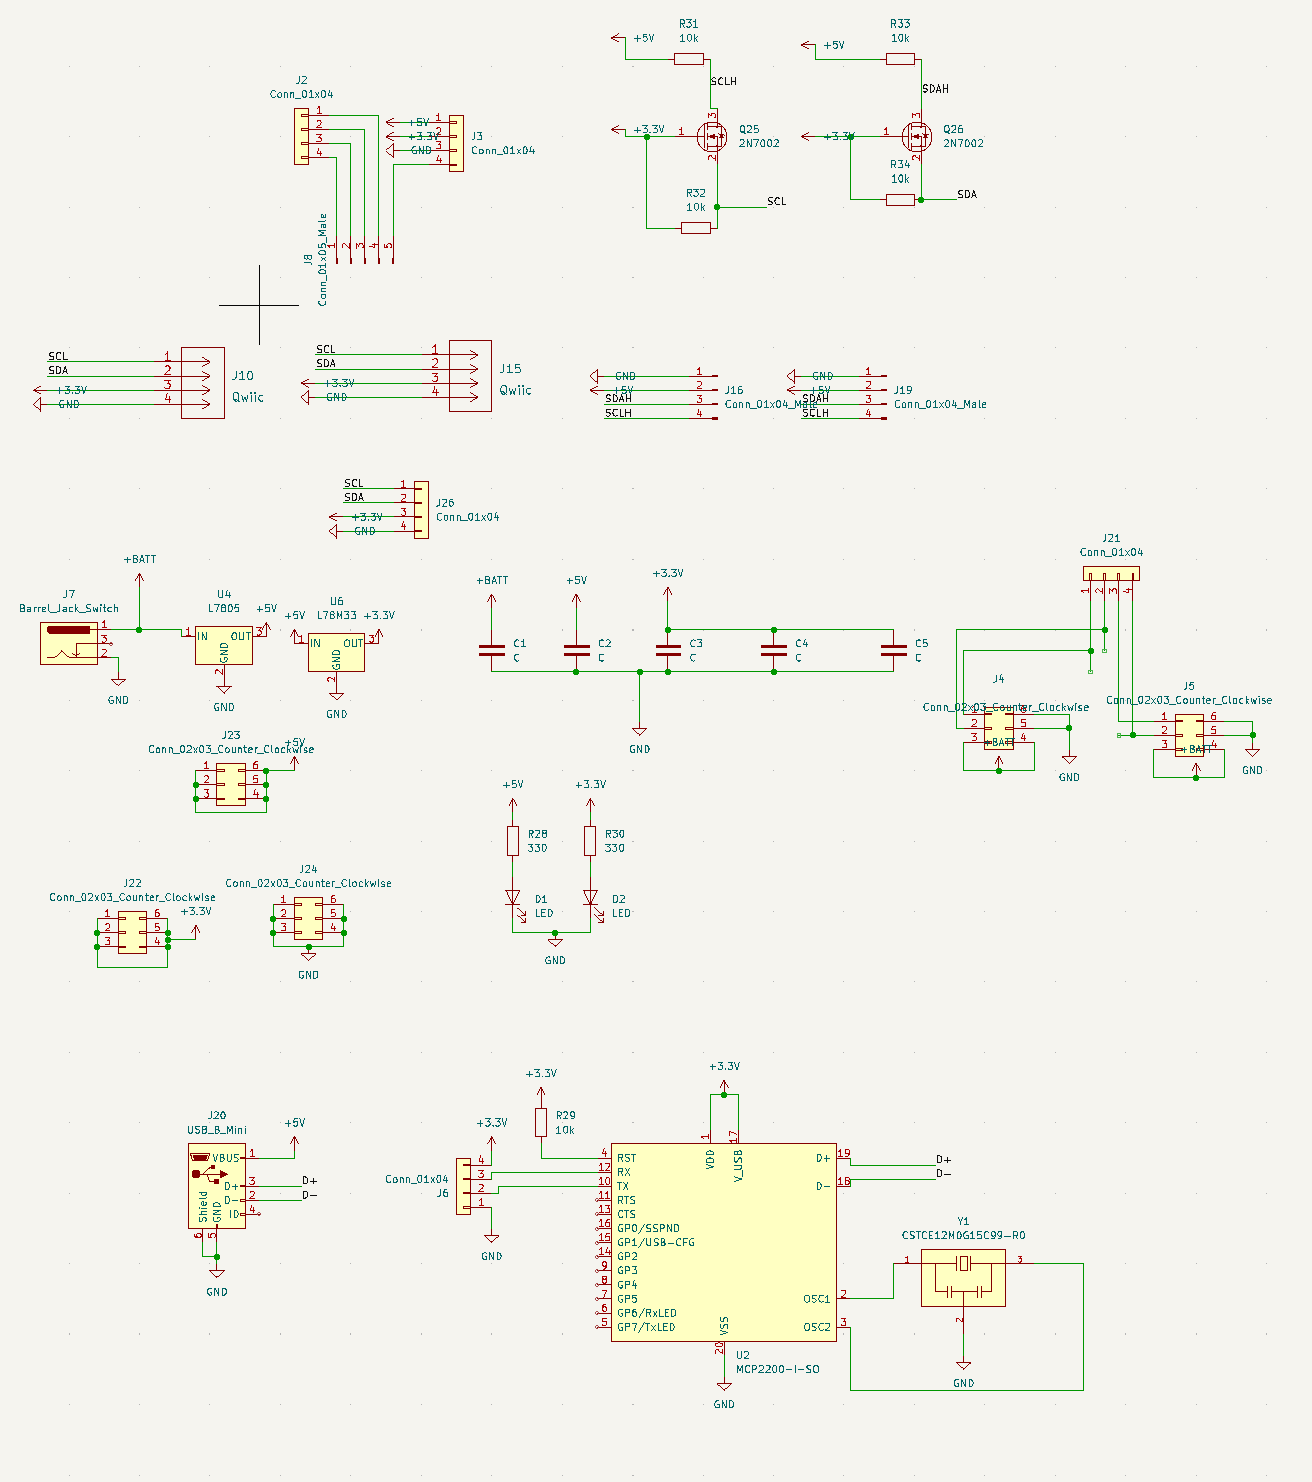 R31
10k
+5V
SCLH
3
+3.3V
1
Q25
2N7002
2
R32
10k
SCL
R33
10k
+5V
SDAH
3
+3.3V
1
Q26
2N7002
2
R34
10k
SDA
J2
Conn_01x04
1
2
3
4
+5V
+3.3V
GND
1
2
3
4
J3
Conn_01x04
J8
Conn_01x05_Male
1
2
3
4
5
SCL
SDA
+3.3V
GND
1
2
3
4
J10
Qwiic
SCL
SDA
+3.3V
GND
1
2
3
4
J15
Qwiic
GND
+5V
SDAH
SCLH
1
2
3
4
J16
Conn_01x04_Male
GND
+5V
SDAH
SCLH
1
2
3
4
J19
Conn_01x04_Male
SCL
SDA
+3.3V
GND
1
2
3
4
J26
Conn_01x04
+BATT
J7
Barrel_Jack_Switch
1
3
2
GND
U4
L7805
1
IN
OUT
3
GND
2
+5V
GND
U6
L78M33
+5V
+3.3V
1
IN
OUT
3
GND
2
GND
+BATT
+5V
+3.3V
C1
C
C2
C
C3
C
C4
C
C5
C
GND
J21
Conn_01x04
1
2
3
4
J4
Conn_02x03_Counter_Clockwise
1
2
3
6
5
4
+BATT
GND
J5
Conn_02x03_Counter_Clockwise
1
2
3
6
5
4
+BATT
GND
J23
Conn_02x03_Counter_Clockwise
+5V
1
2
3
6
5
4
J22
Conn_02x03_Counter_Clockwise
+3.3V
1
2
3
6
5
4
J24
Conn_02x03_Counter_Clockwise
1
2
3
6
5
4
GND
+5V
R28
330
D1
LED
+3.3V
R30
330
D2
LED
GND
J20
USB_B_Mini
VBUS
1
+5V
D+
3
D+
D-
2
D-
ID
4
Shield
GND
6
5
GND
+3.3V
R29
10k
+3.3V
Conn_01x04
J6
4
3
2
1
GND
+3.3V
1
17
VDD
V_USB
4
RST
12
RX
10
TX
11
RTS
13
CTS
16
GP0/SSPND
15
GP1/USB-CFG
14
GP2
9
GP3
8
GP4
7
GP5
6
GP6/RxLED
5
GP7/TxLED
D+
19
D+
D-
18
D-
OSC1
2
OSC2
3
VSS
20
U2
MCP2200-I-SO
GND
Y1
CSTCE12M0G15C99-R0
1
3
2
GND